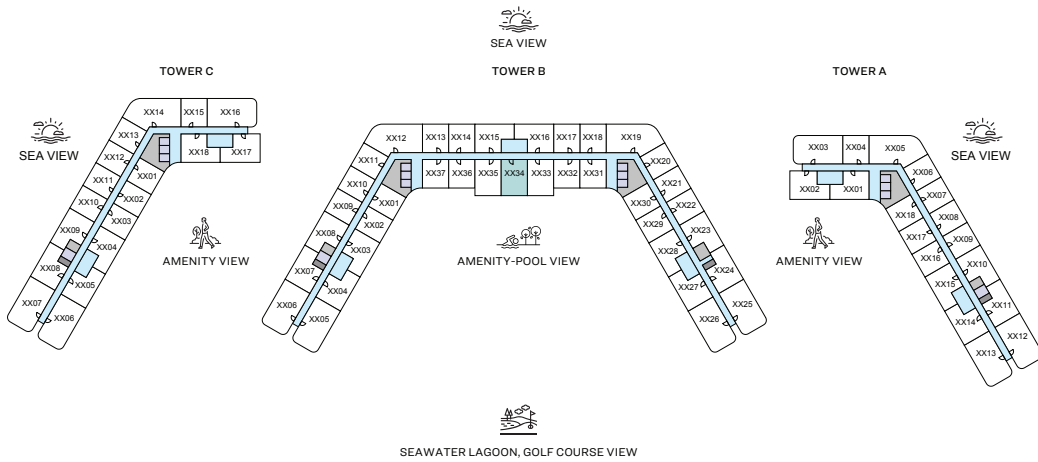 SEA VIEW
TOWER C
TOWER B
TOWER A
SEA VIEW
SEA VIEW
XX14
XX15
XX16
XX13
XX18
XX17
XX12
XX01
XX11
XX02
XX10
XX03
XX09
XX04
XX08
XX05
XX07
XX06
AMENITY VIEW
XX12
XX13
XX14
XX15
XX16
XX17
XX18
XX19
XX11
XX37
XX36
XX35
XX34
XX33
XX32
XX31
XX20
XX10
XX01
XX30
XX21
XX09
XX02
XX29
XX22
XX08
XX03
XX28
XX23
XX07
XX04
XX27
XX24
XX06
XX05
XX26
XX25
AMENITY-POOL VIEW
XX03
XX04
XX05
XX02
XX01
XX06
XX18
XX07
XX17
XX08
XX16
XX09
XX15
XX10
XX14
XX11
XX13
XX12
AMENITY VIEW
SEAWATER LAGOON, GOLF COURSE VIEW